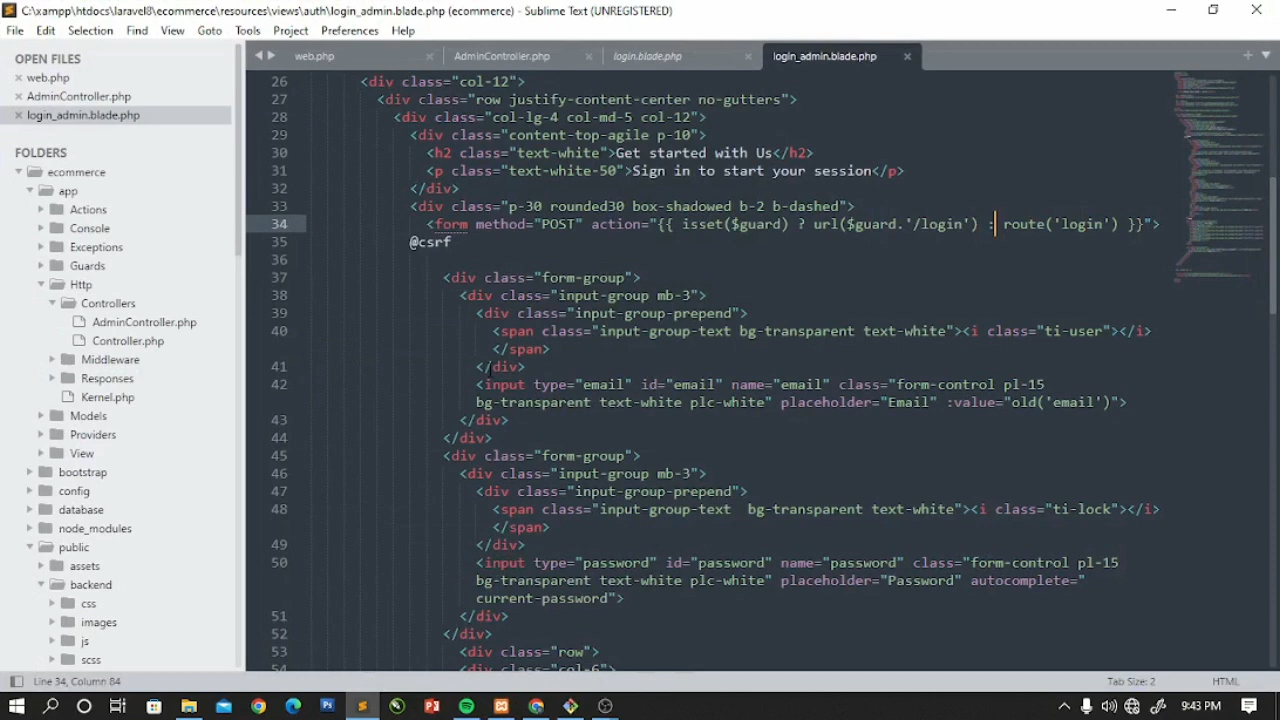 C:\xampp\htdocs\laravel8\ecommerce\resources\views\auth\login_admin.blade.php (ecommerce) - Sublime Text (UNREGISTERED)
File Edit Selection Find View Goto Tools Project Preferences Help
OPEN FILES
web.php
AdminController.php
login_admin.blade.php
FOLDERS
ecommerce
app
Actions
Console
Exceptions
Guards
Http
Controllers
AdminController.php
Controller.php
Middleware
Responses
Kernel.php
Models
Providers
View
bootstrap
config
database
node_modules
public
assets
backend
css
images
js
scss
web.php AdminController.php login.blade.php login_admin.blade.php
26 <div class="col-12">
27 <div class="row justify-content-center no-gutters">
28 <div class="col-lg-4 col-md-5 col-12">
29 <div class="content-top-agile p-10">
30 <h2 class="text-white">Get started with Us</h2>
31 <p class="text-white-50">Sign in to start your session</p>
32 </div>
33 <div class="p-30 rounded30 box-shadowed b-2 b-dashed">
34 <form method="POST" action="{{ isset($guard) ? url($guard.'/login') : route('login') }}">
35 @csrf
36
37 <div class="form-group">
38 <div class="input-group mb-3">
39 <div class="input-group-prepend">
40 <span class="input-group-text bg-transparent text-white"><i class="ti-user"></i>
</span>
41 </div>
42 <input type="email" id="email" name="email" class="form-control pl-15
bg-transparent text-white plc-white" placeholder="Email" :value="old('email')">
43 </div>
44 </div>
45 <div class="form-group">
46 <div class="input-group mb-3">
47 <div class="input-group-prepend">
48 <span class="input-group-text  bg-transparent text-white"><i class="ti-lock"></i>
</span>
49 </div>
50 <input type="password" id="password" name="password" class="form-control pl-15
bg-transparent text-white plc-white" placeholder="Password" autocomplete="
current-password">
51 </div>
52 </div>
53 <div class="row">
54 <div class="col-6">
Line 34, Column 84
Tab Size: 2 HTML
9:43 PM